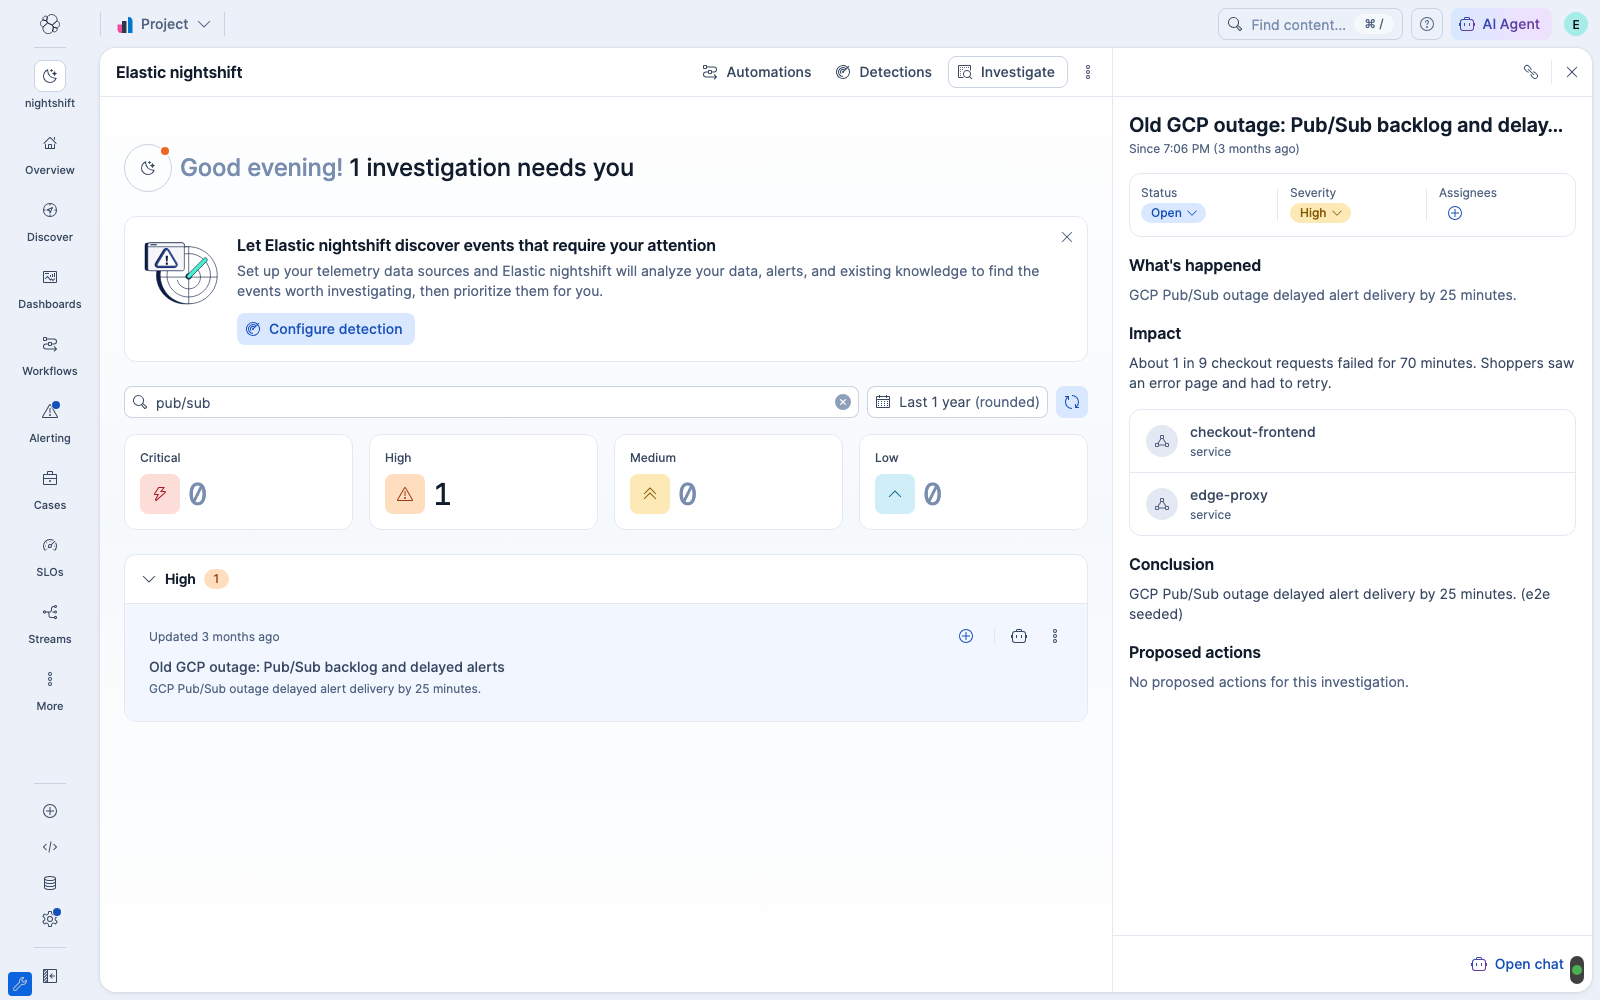 Project
Find content...
⌘ /
AI Agent
E
nightshift
Overview
Discover
Dashboards
Workflows
Alerting
Cases
SLOs
Streams
More
Elastic nightshift
Automations
Detections
Investigate
Good evening! 1 investigation needs you
Let Elastic nightshift discover events that require your attention
Set up your telemetry data sources and Elastic nightshift will analyze your data, alerts, and existing knowledge to find the
events worth investigating, then prioritize them for you.
Configure detection
pub/sub
Last 1 year (rounded)
Critical
0
High
1
Medium
0
Low
0
High 1
Updated 3 months ago
Old GCP outage: Pub/Sub backlog and delayed alerts
GCP Pub/Sub outage delayed alert delivery by 25 minutes.
Old GCP outage: Pub/Sub backlog and delay...
Since 7:06 PM (3 months ago)
Status
Open
Severity
High
Assignees
What's happened
GCP Pub/Sub outage delayed alert delivery by 25 minutes.
Impact
About 1 in 9 checkout requests failed for 70 minutes. Shoppers saw
an error page and had to retry.
checkout-frontend
service
edge-proxy
service
Conclusion
GCP Pub/Sub outage delayed alert delivery by 25 minutes. (e2e
seeded)
Proposed actions
No proposed actions for this investigation.
Open chat